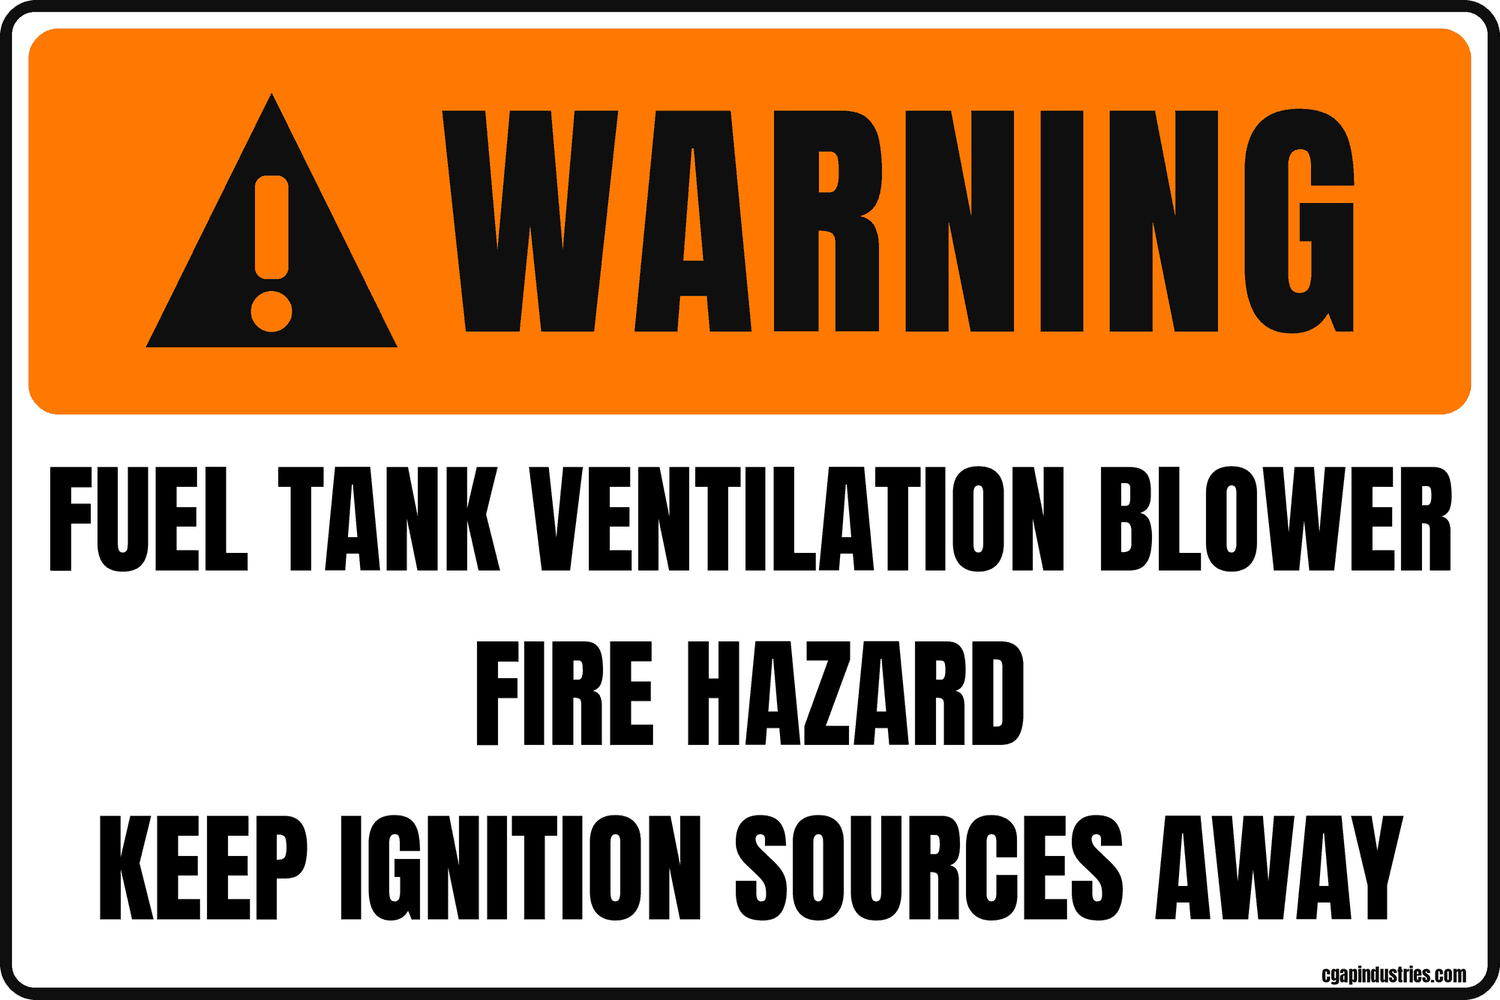 WARNING
FUEL TANK VENTILATION BLOWER
FIRE HAZARD
KEEP IGNITION SOURCES AWAY
cgapindustries.com